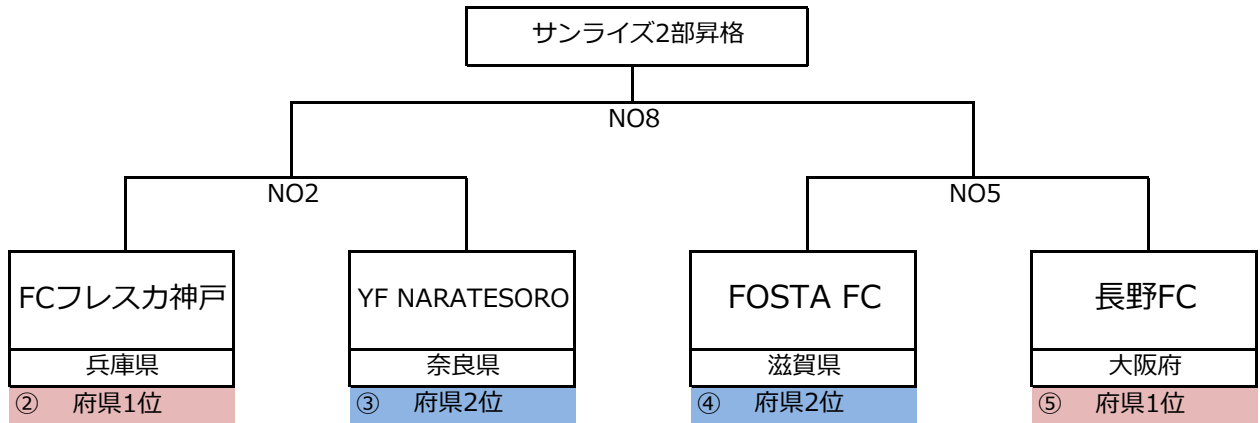 サンライズ2部昇格
NO8
NO2
NO5
FCフレスカ神戸
YF NARATESORO
FOSTA FC
長野FC
兵庫県
奈良県
滋賀県
大阪府
② 府県1位
③ 府県2位
④ 府県2位
⑤ 府県1位